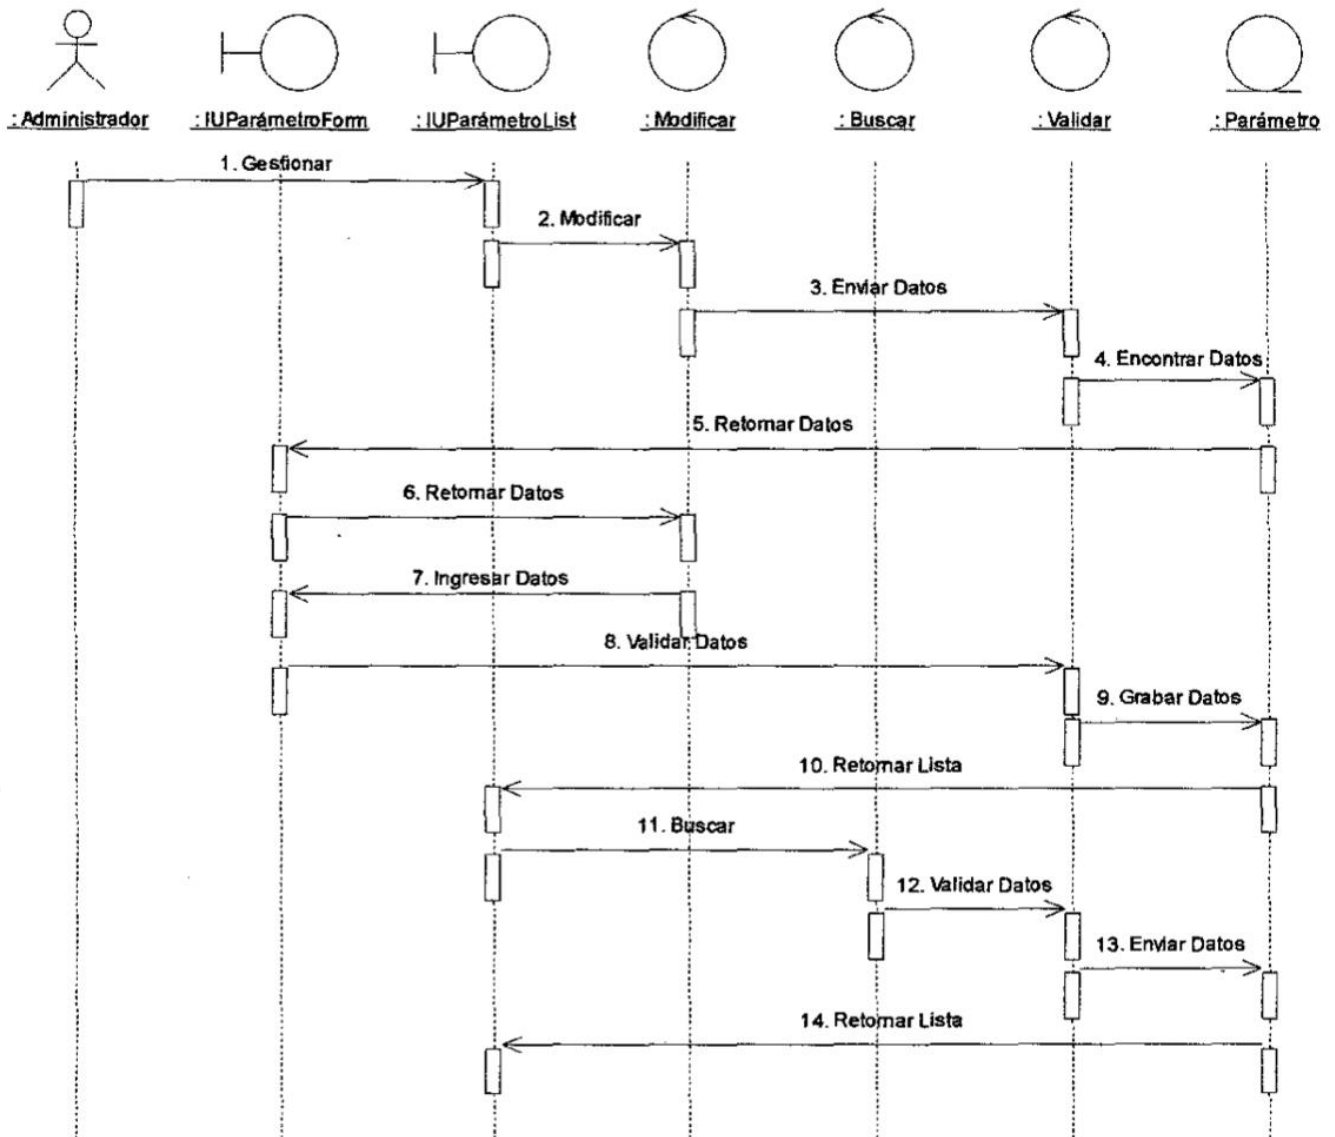 : Administrador
: IUParámetroForm
: IUParámetroList
: Modificar
: Buscar
: Validar
: Parámetro
1. Gestionar
2. Modificar
3. Enviar Datos
4. Encontrar Datos
5. Retornar Datos
6. Retornar Datos
7. Ingresar Datos
8. Validar Datos
9. Grabar Datos
10. Retornar Lista
11. Buscar
12. Validar Datos
13. Enviar Datos
14. Retornar Lista